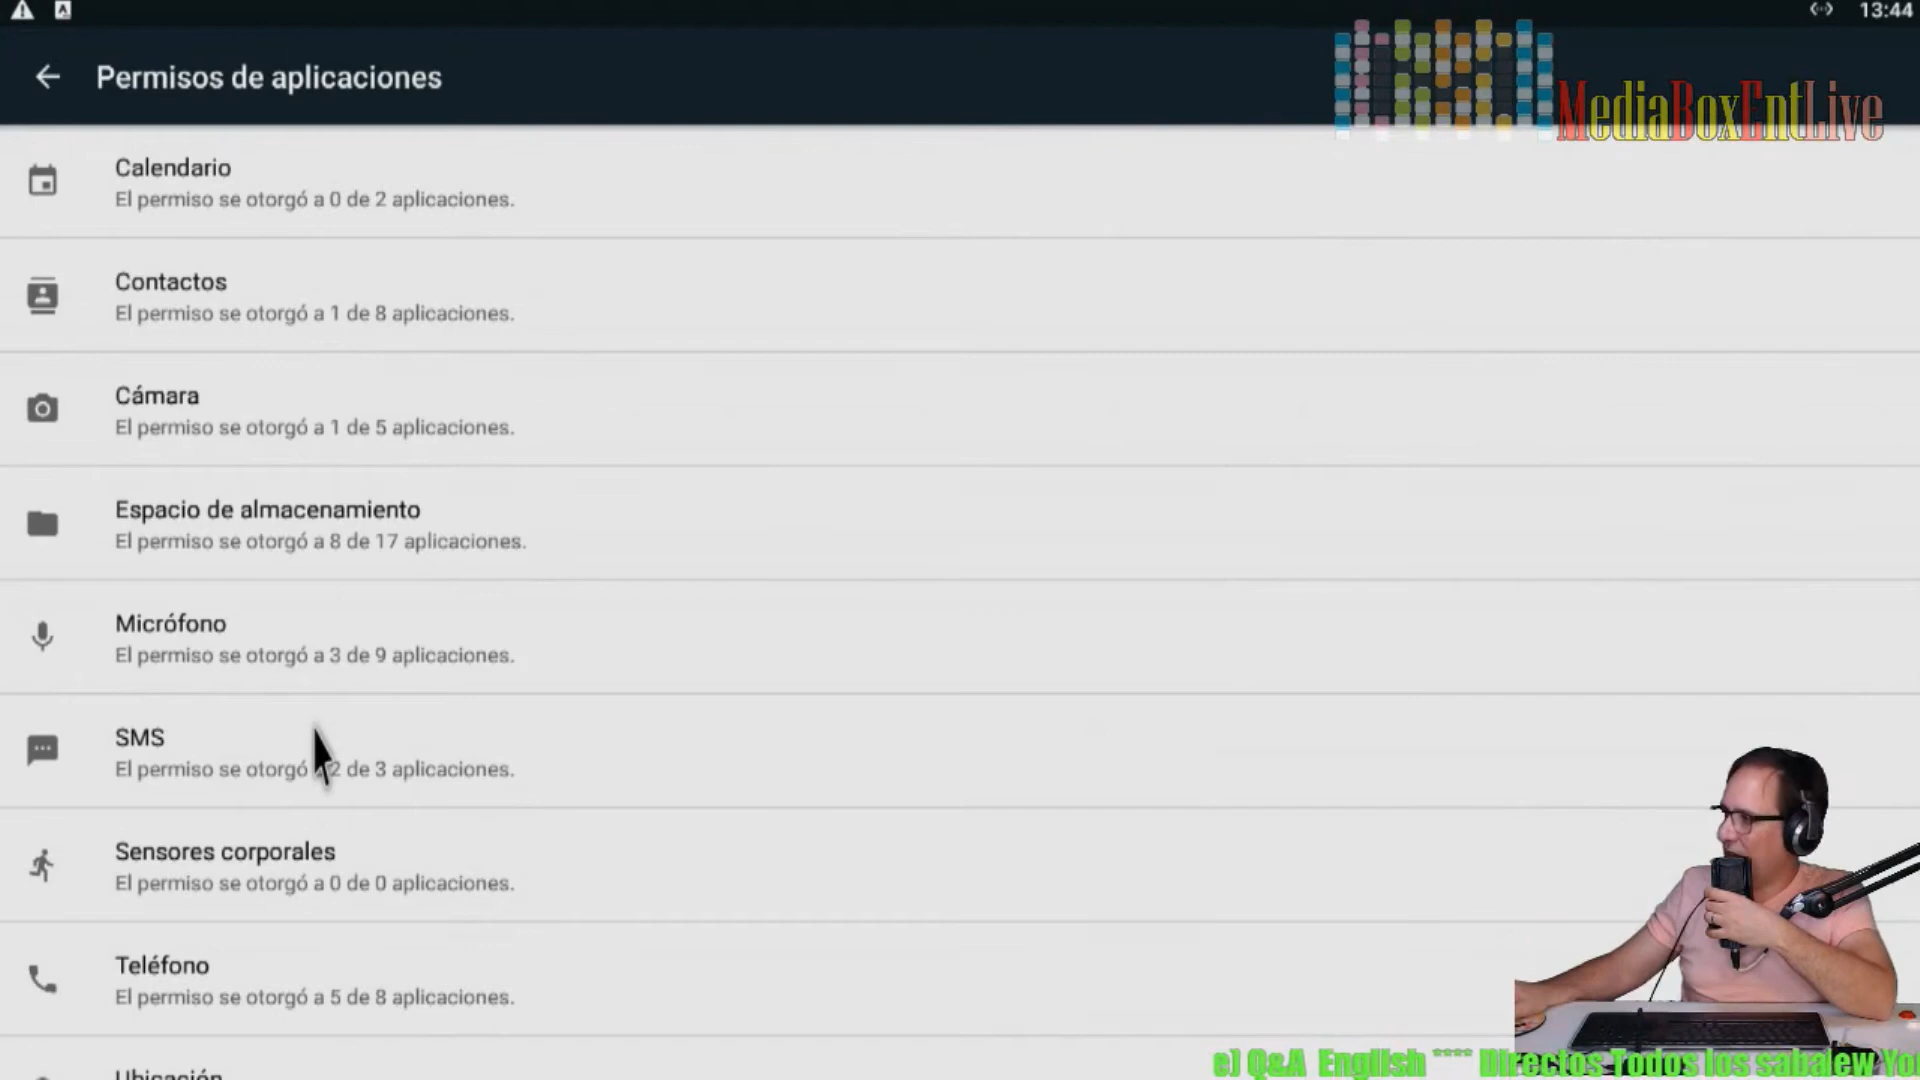 13:44
Permisos de aplicaciones
MediaBoxEntLive
Calendario
El permiso se otorgó a 0 de 2 aplicaciones.
Contactos
El permiso se otorgó a 1 de 8 aplicaciones.
Cámara
El permiso se otorgó a 1 de 5 aplicaciones.
Espacio de almacenamiento
El permiso se otorgó a 8 de 17 aplicaciones.
Micrófono
El permiso se otorgó a 3 de 9 aplicaciones.
SMS
El permiso se otorgó 2 de 3 aplicaciones.
Sensores corporales
El permiso se otorgó a 0 de 0 aplicaciones.
Teléfono
El permiso se otorgó a 5 de 8 aplicaciones.
Ubicación
e) Q&A English **** Directos Todos los